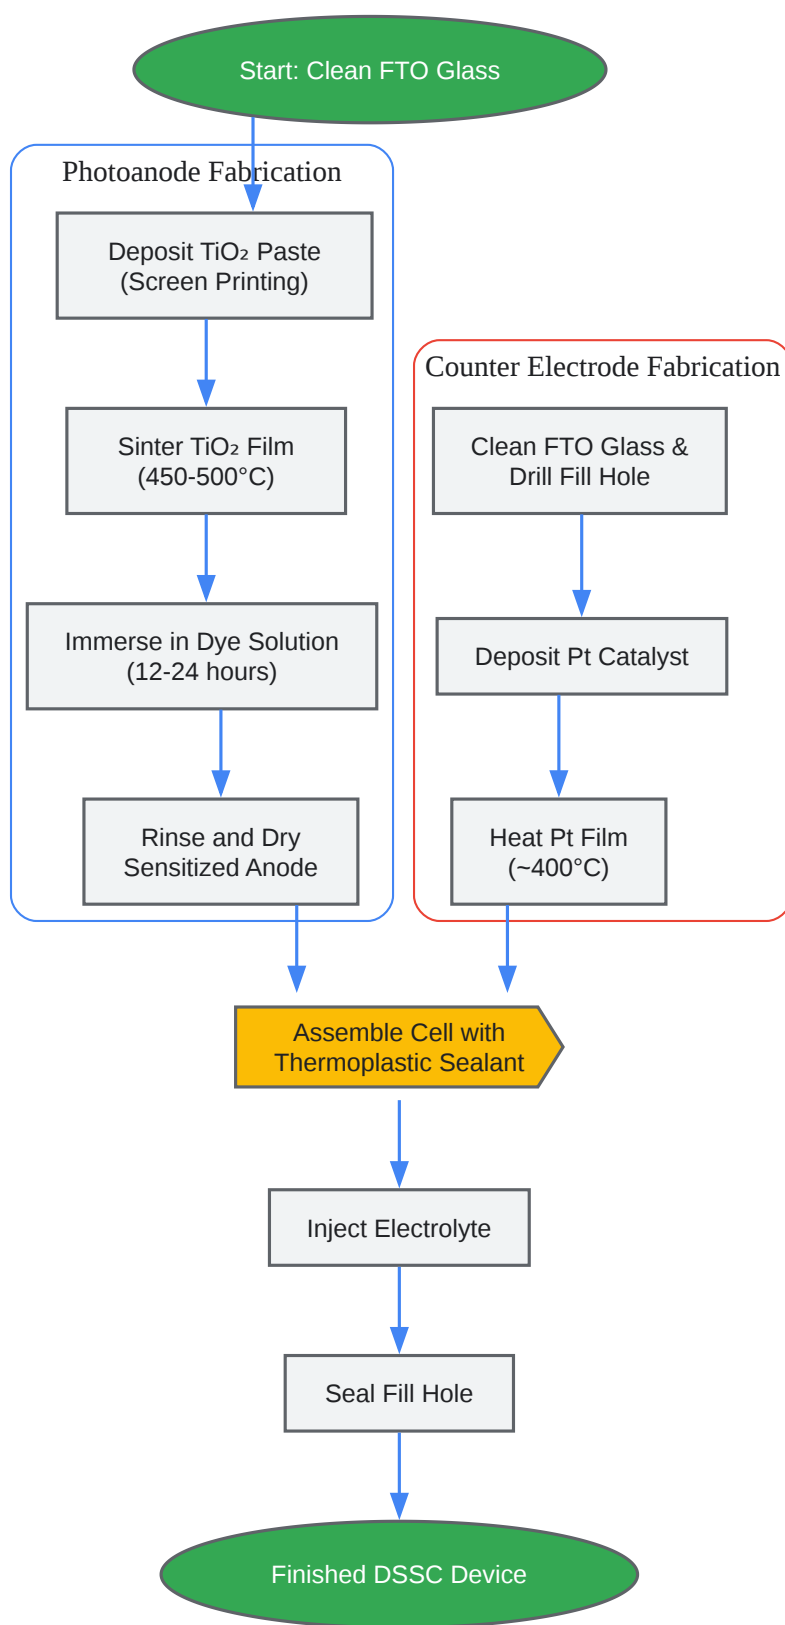 Start: Clean FTO Glass
Photoanode Fabrication
Deposit TiO₂ Paste
(Screen Printing)
Sinter TiO₂ Film
(450-500°C)
Immerse in Dye Solution
(12-24 hours)
Rinse and Dry
Sensitized Anode
Counter Electrode Fabrication
Clean FTO Glass &
Drill Fill Hole
Deposit Pt Catalyst
Heat Pt Film
(~400°C)
Assemble Cell with
Thermoplastic Sealant
Inject Electrolyte
Seal Fill Hole
Finished DSSC Device